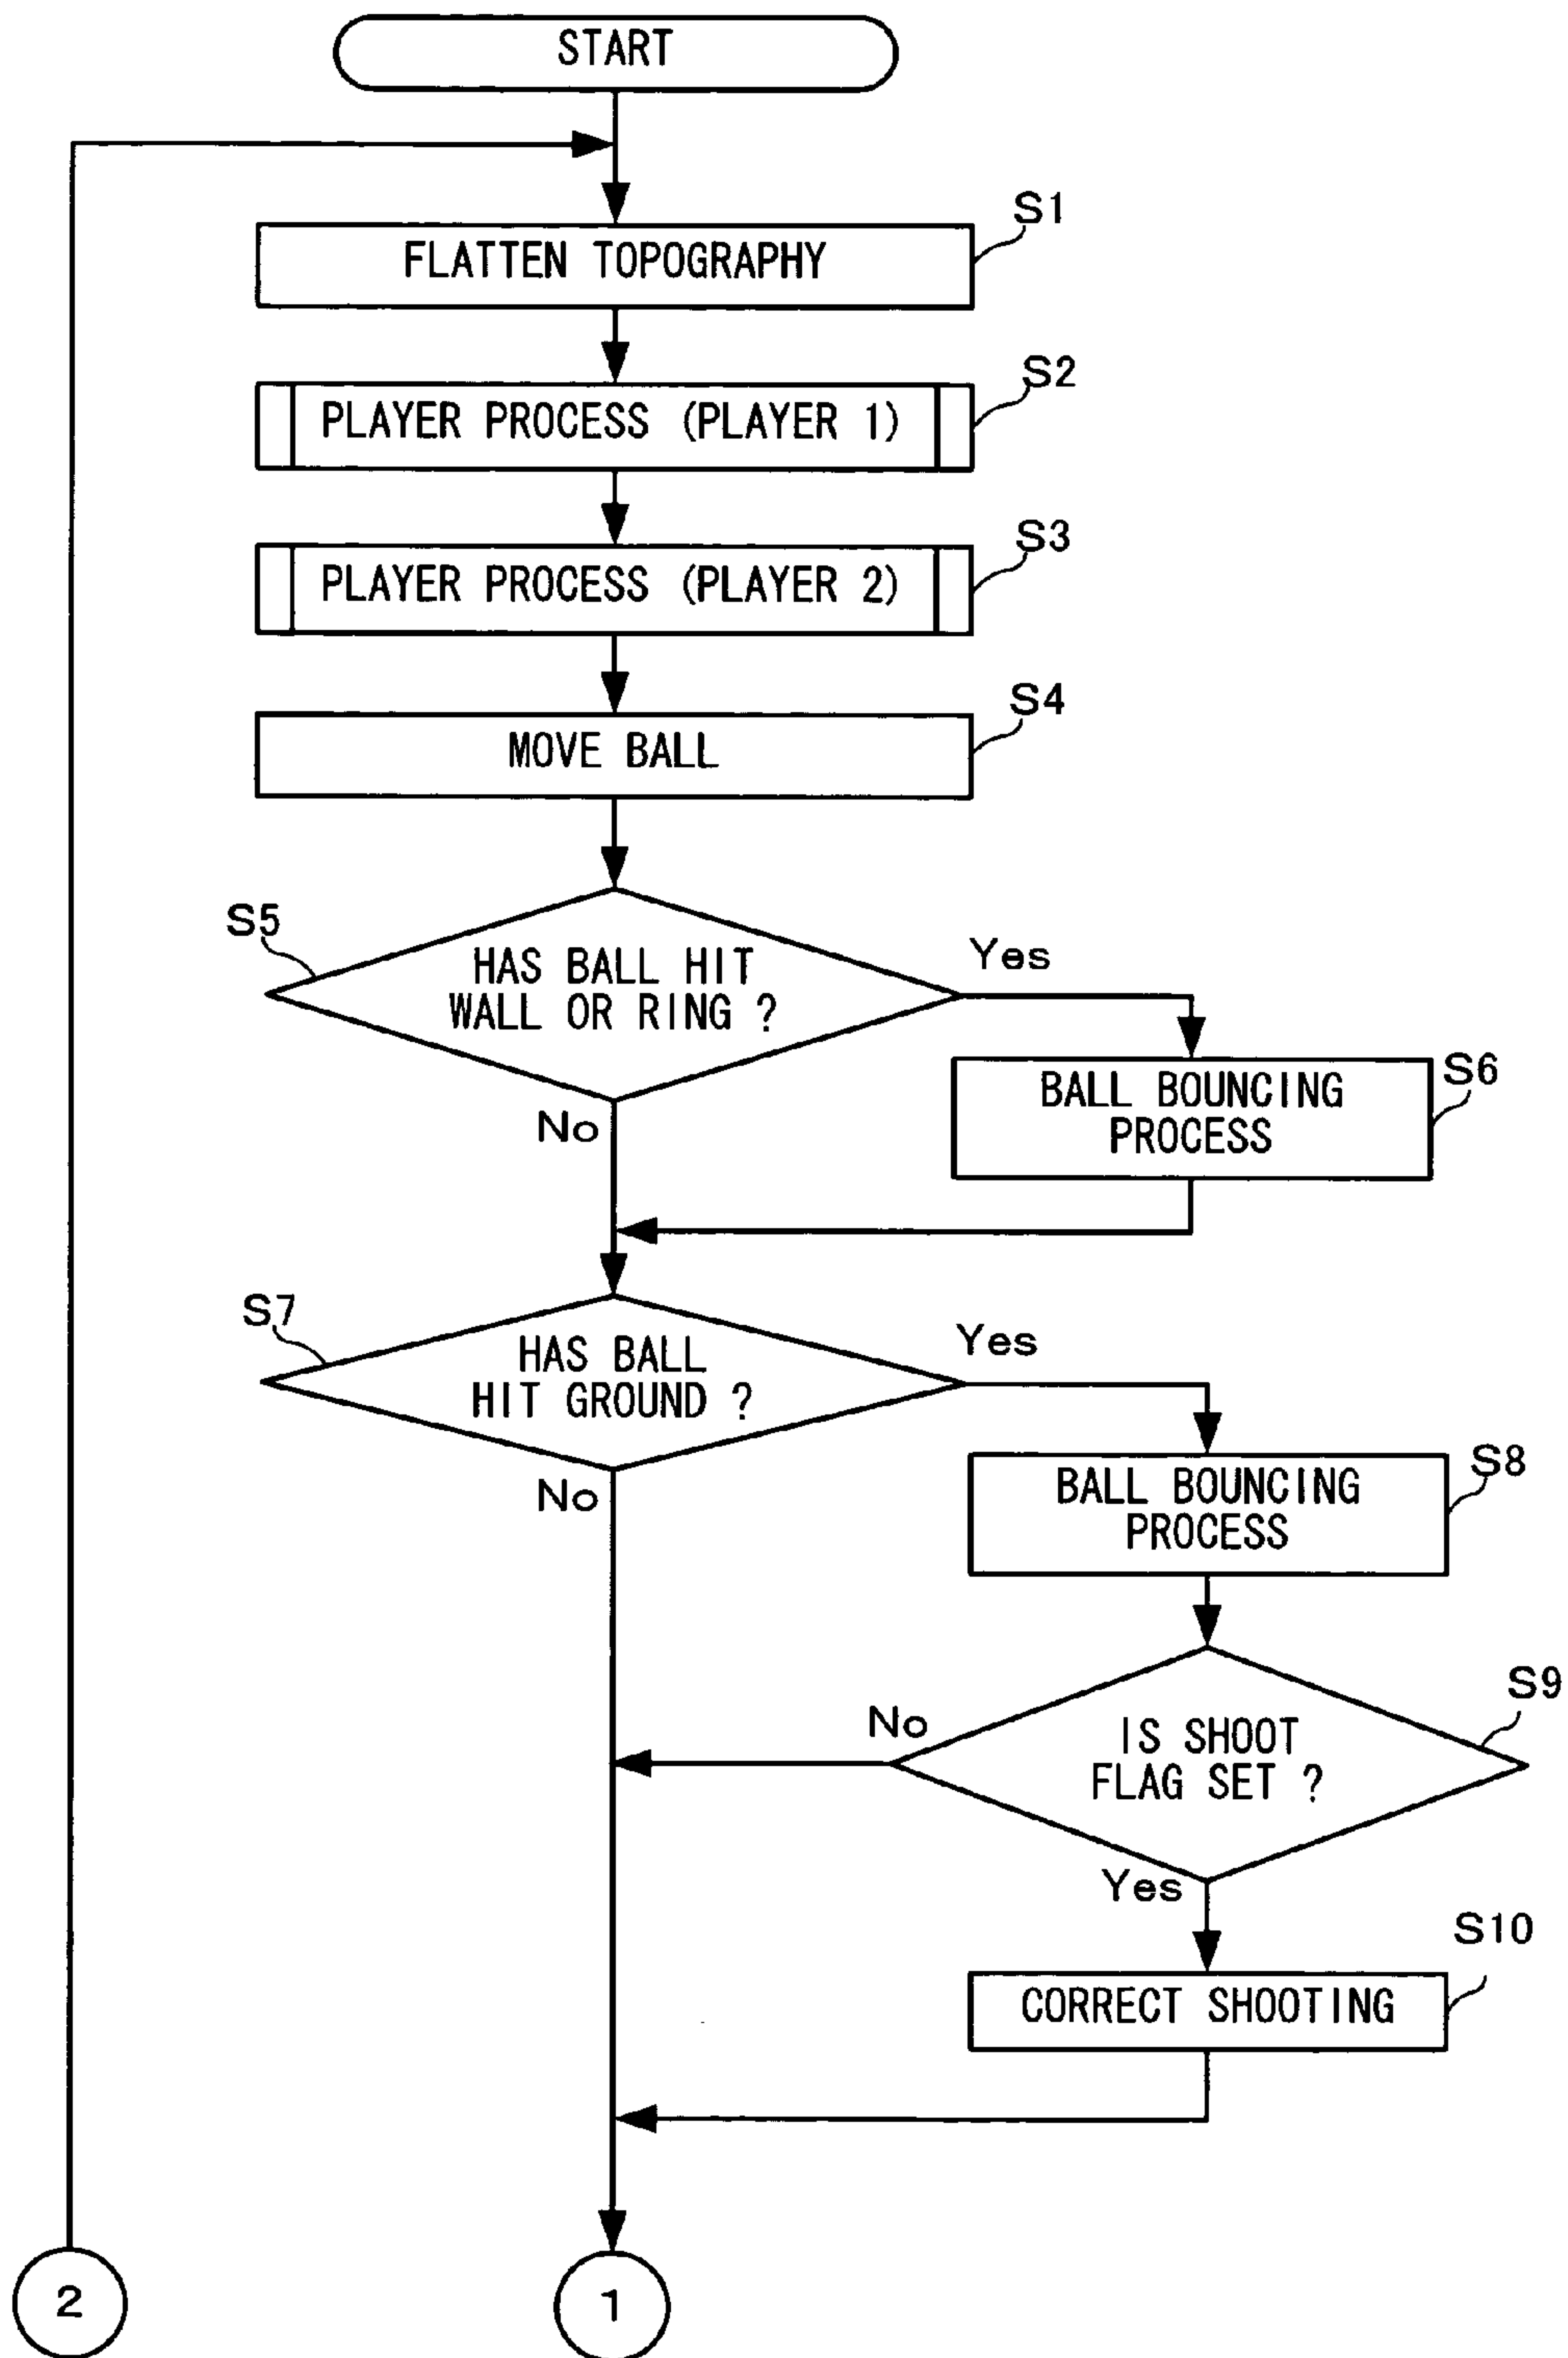 START
S1
FLATTEN TOPOGRAPHY
S2
PLAYER PROCESS (PLAYER 1)
S3
PLAYER PROCESS (PLAYER 2)
S4
MOVE BALL
S5
HAS BALL HIT
WALL OR RING ?
Yes
No
S6
BALL BOUNCING
PROCESS
S7
HAS BALL
HIT GROUND ?
Yes
No
S8
BALL BOUNCING
PROCESS
S9
IS SHOOT
FLAG SET ?
No
Yes
S10
CORRECT SHOOTING
2
1